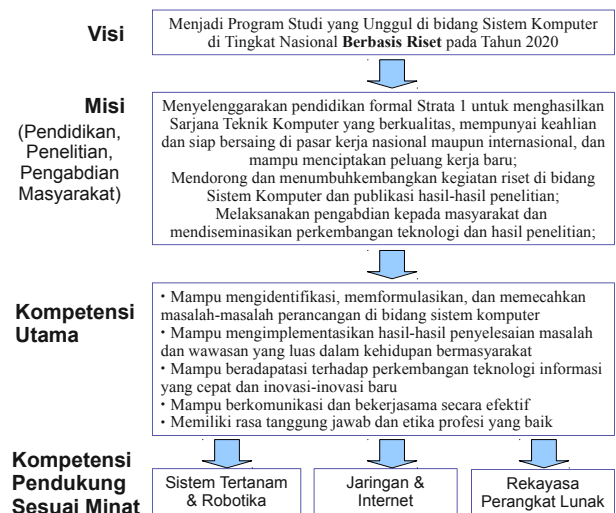 Visi
Menjadi Program Studi yang Unggul di bidang Sistem Komputer
di Tingkat Nasional Berbasis Riset pada Tahun 2020
Misi
(Pendidikan,
Penelitian,
Pengabdian
Masyarakat)
Menyelenggarakan pendidikan formal Strata 1 untuk menghasilkan
Sarjana Teknik Komputer yang berkualitas, mempunyai keahlian
dan siap bersaing di pasar kerja nasional maupun internasional, dan
mampu menciptakan peluang kerja baru;
Mendorong dan menumbuhkembangkan kegiatan riset di bidang
Sistem Komputer dan publikasi hasil-hasil penelitian;
Melaksanakan pengabdian kepada masyarakat dan
mendiseminasikan perkembangan teknologi dan hasil penelitian;
Kompetensi
Utama
• Mampu mengidentifikasi, memformulasikan, dan memecahkan
masalah-masalah perancangan di bidang sistem komputer
• Mampu mengimplementasikan hasil-hasil penyelesaian masalah
dan wawasan yang luas dalam kehidupan bermasyarakat
• Mampu beradapatasi terhadap perkembangan teknologi informasi
yang cepat dan inovasi-inovasi baru
• Mampu berkomunikasi dan bekerjasama secara efektif
• Memiliki rasa tanggung jawab dan etika profesi yang baik
Kompetensi
Pendukung
Sesuai Minat
Sistem Tertanam
& Robotika
Jaringan &
Internet
Rekayasa
Perangkat Lunak